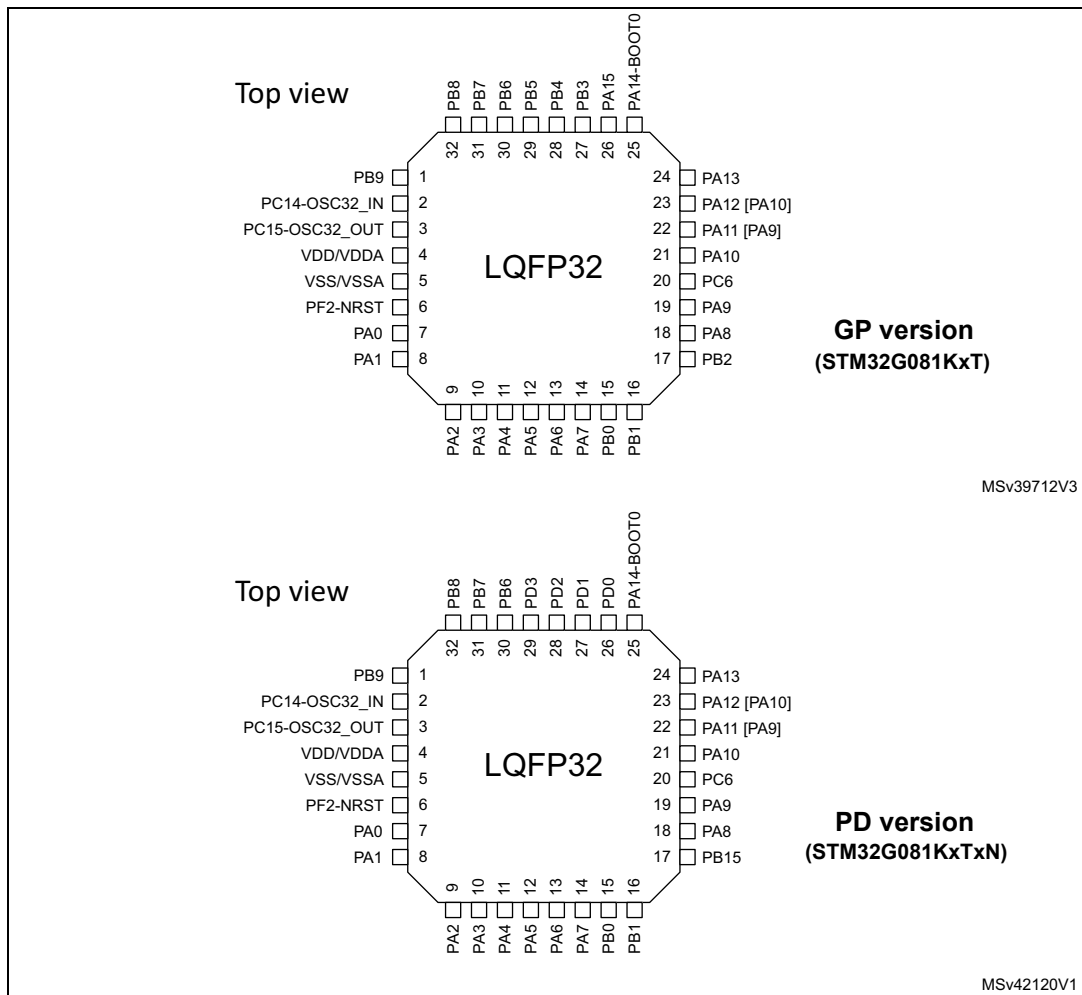 Top view
PB8
PB7
PB6
PB5
PB4
PB3
PA15
PA14-BOOT0
32
31
30
29
28
27
26
25
PB9 1
PC14-OSC32_IN 2
PC15-OSC32_OUT 3
VDD/VDDA 4
VSS/VSSA 5
PF2-NRST 6
PA0 7
PA1 8
LQFP32
24 PA13
23 PA12 [PA10]
22 PA11 [PA9]
21 PA10
20 PC6
19 PA9
18 PA8
17 PB2
9
10
11
12
13
14
15
16
PA2
PA3
PA4
PA5
PA6
PA7
PB0
PB1
GP version
(STM32G081KxT)
MSv39712V3
Top view
PB8
PB7
PB6
PD3
PD2
PD1
PD0
PA14-BOOT0
32
31
30
29
28
27
26
25
PB9 1
PC14-OSC32_IN 2
PC15-OSC32_OUT 3
VDD/VDDA 4
VSS/VSSA 5
PF2-NRST 6
PA0 7
PA1 8
LQFP32
24 PA13
23 PA12 [PA10]
22 PA11 [PA9]
21 PA10
20 PC6
19 PA9
18 PA8
17 PB15
9
10
11
12
13
14
15
16
PA2
PA3
PA4
PA5
PA6
PA7
PB0
PB1
PD version
(STM32G081KxTxN)
MSv42120V1